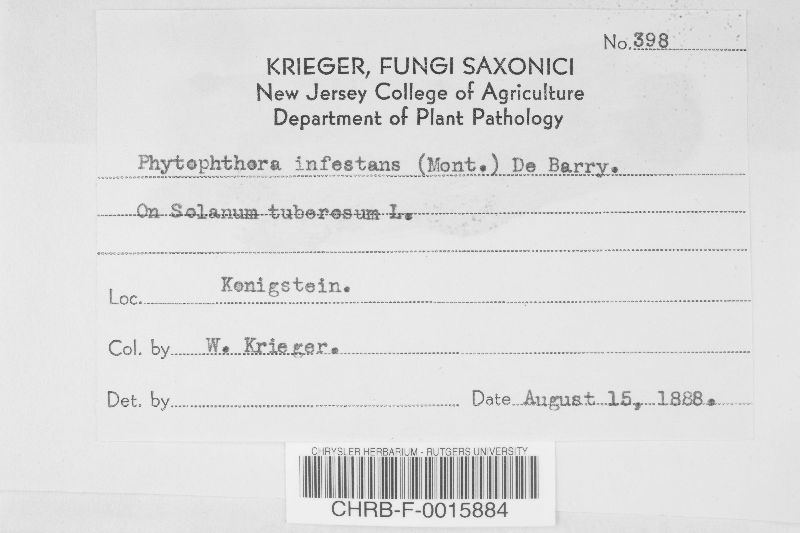 No. 398
KRIEGER, FUNGI SAXONICI
New Jersey College of Agriculture
Department of Plant Pathology
Phytophthora infestans (Mont.) De Barry.
On Solanum tuberosum L.
Loc. Konigstein.
Col. by W. Krieger.
Det. by
Date August 15, 1888.
CHRYSLER HERBARIUM - RUTGERS UNIVERSITY
CHRB-F-0015884